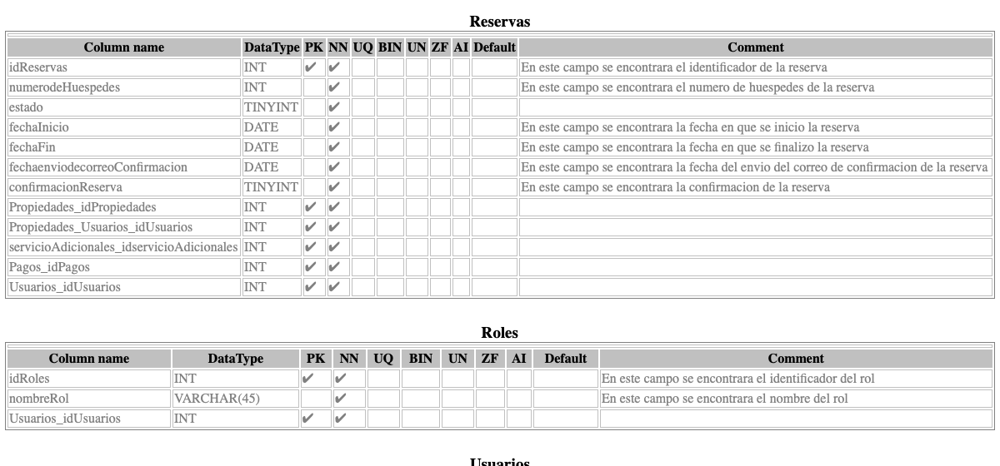 Reservas
Column name DataType PK NN UQ BIN UN ZF AI Default Comment
idReservas INT ✔ ✔ En este campo se encontrara el identificador de la reserva
numerodeHuespedes INT ✔ En este campo se encontrara el numero de huespedes de la reserva
estado TINYINT ✔
fechaInicio DATE ✔ En este campo se encontrara la fecha en que se inicio la reserva
fechaFin DATE ✔ En este campo se encontrara la fecha en que se finalizo la reserva
fechaenviodecorreoConfirmacion DATE ✔ En este campo se encontrara la fecha del envio del correo de confirmacion de la reserva
confirmacionReserva TINYINT ✔ En este campo se encontrara la confirmacion de la reserva
Propiedades_idPropiedades INT ✔ ✔
Propiedades_Usuarios_idUsuarios INT ✔ ✔
servicioAdicionales_idservicioAdicionales INT ✔ ✔
Pagos_idPagos INT ✔ ✔
Usuarios_idUsuarios INT ✔ ✔
Roles
Column name DataType PK NN UQ BIN UN ZF AI Default Comment
idRoles INT ✔ ✔ En este campo se encontrara el identificador del rol
nombreRol VARCHAR(45) ✔ En este campo se encontrara el nombre del rol
Usuarios_idUsuarios INT ✔ ✔
Usuarios